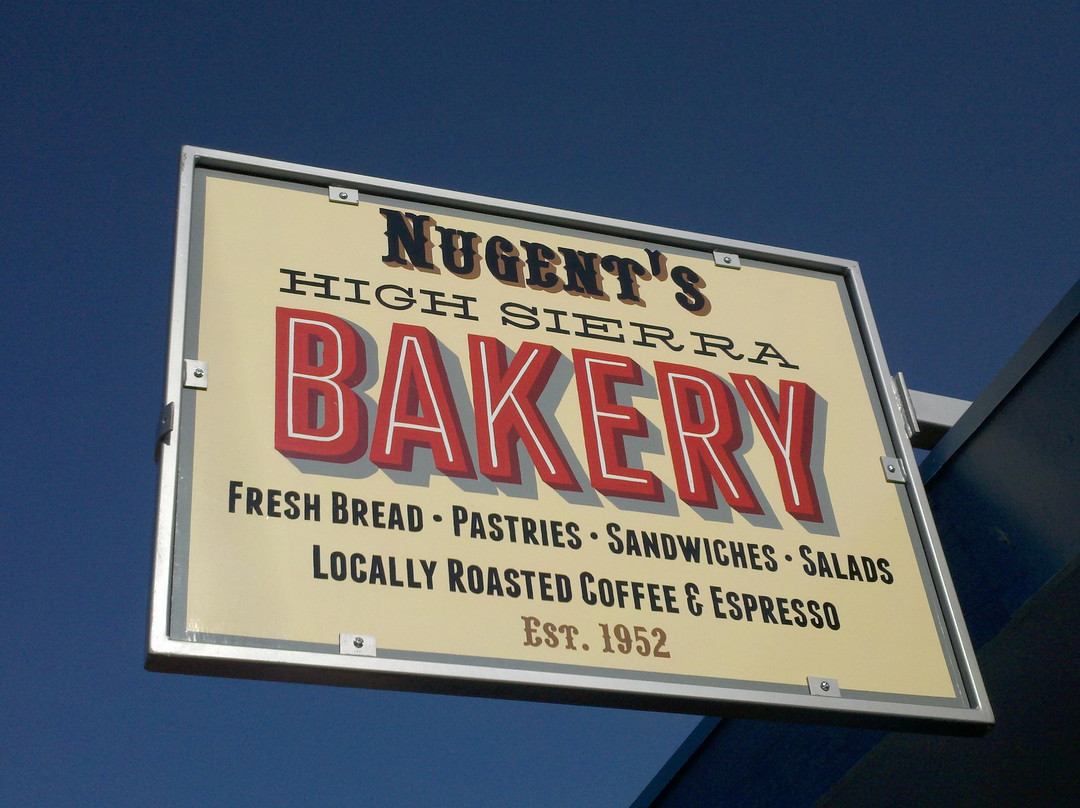 NUGENT'S
HIGH SIERRA
BAKERY
FRESH BREAD • PASTRIES • SANDWICHES • SALADS
LOCALLY ROASTED COFFEE & ESPRESSO
EST. 1952